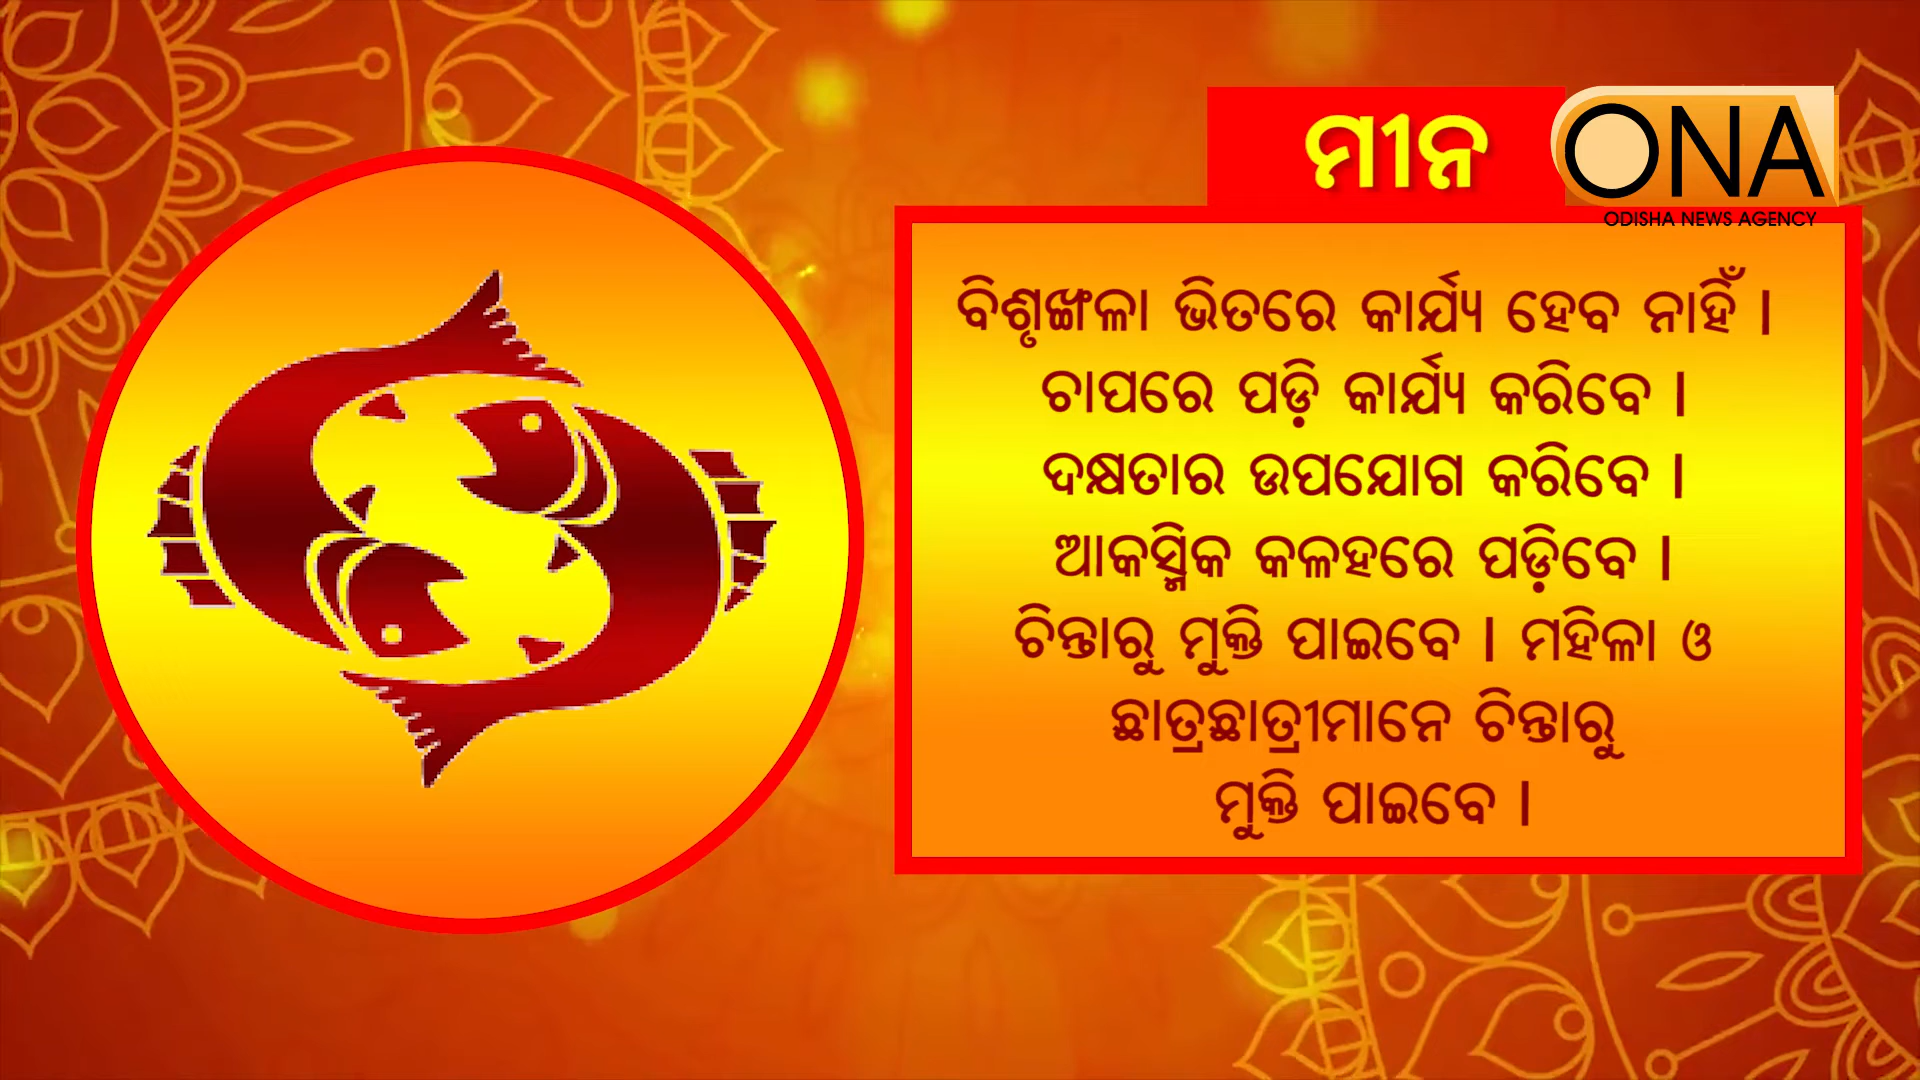 ମୀନ
ONA
ODISHA NEWS AGENCY
ବିଶୃଙ୍ଖଳା ଭିତରେ କାର୍ଯ୍ୟ ହେବ ନାହିଁ |
ଚାପରେ ପଡ଼ି କାର୍ଯ୍ୟ କରିବେ |
ଦକ୍ଷତାର ଉପଯୋଗ କରିବେ |
ଆକସ୍ମିକ କଳହରେ ପଡ଼ିବେ |
ଚିନ୍ତାରୁ ମୁକ୍ତି ପାଇବେ | ମହିଳା ଓ
ଛାତ୍ରଛାତ୍ରୀମାନେ ଚିନ୍ତାରୁ
ମୁକ୍ତି ପାଇବେ |